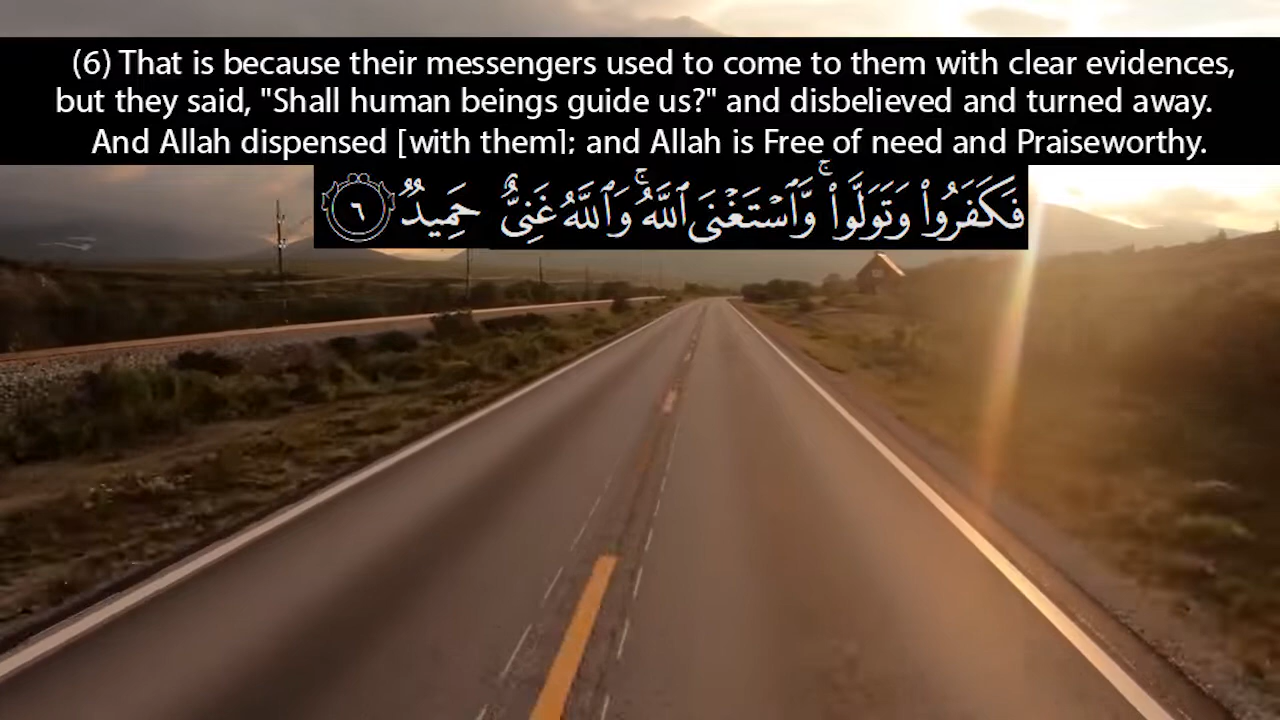 (6) That is because their messengers used to come to them with clear evidences,
but they said, "Shall human beings guide us?" and disbelieved and turned away.
And Allah dispensed [with them]; and Allah is Free of need and Praiseworthy.
فَكَفَرُوا۟ وَتَوَلَّوا۟ ۚ وَّٱسْتَغْنَى ٱللَّهُ ۚ وَٱللَّهُ غَنِىٌّ حَمِيدٌ ٦